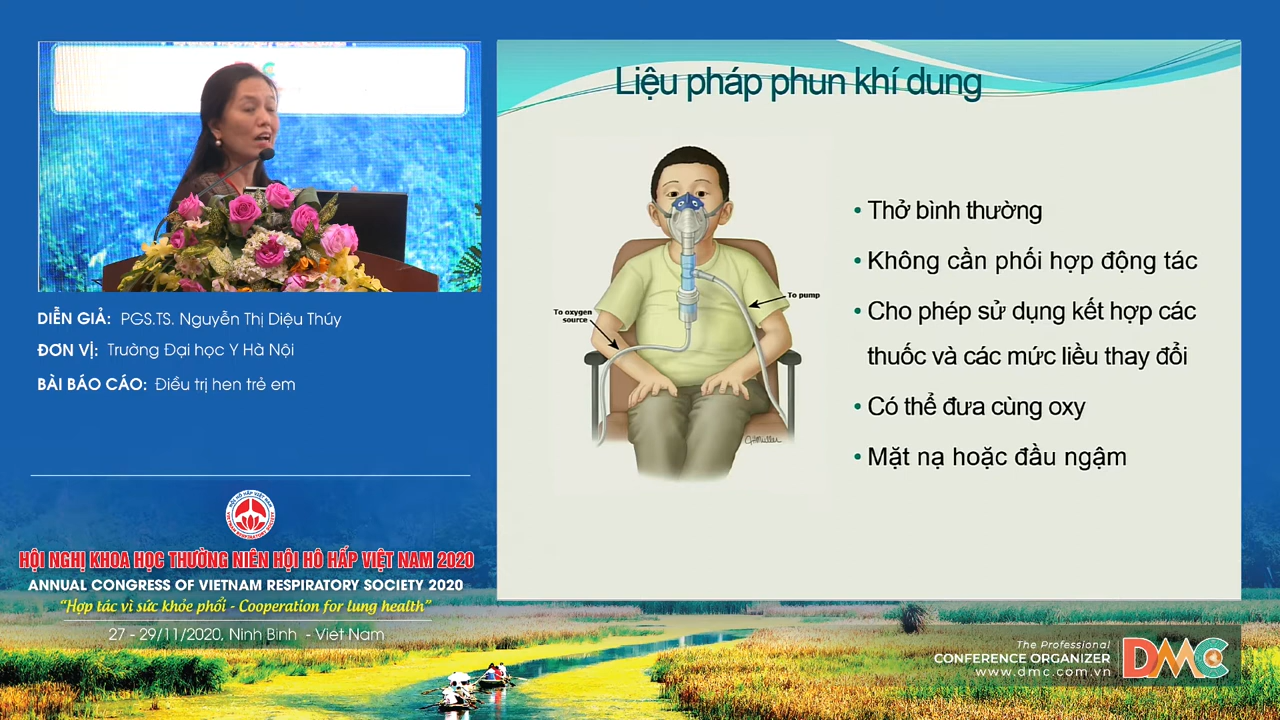 DIỄN GIẢ: PGS.TS. Nguyễn Thị Diệu Thúy
ĐƠN VỊ: Trường Đại học Y Hà Nội
BÀI BÁO CÁO: Điều trị hen trẻ em
HỘI NGHỊ KHOA HỌC THƯỜNG NIÊN HỘI HÔ HẤP VIỆT NAM 2020
ANNUAL CONGRESS OF VIETNAM RESPIRATORY SOCIETY 2020
“Hợp tác vì sức khỏe phổi - Cooperation for lung health”
27 - 29/11/2020, Ninh Bình - Việt Nam
Liệu pháp phun khí dung
To pump
To oxygen
source
• Thở bình thường
• Không cần phối hợp động tác
• Cho phép sử dụng kết hợp các
thuốc và các mức liều thay đổi
• Có thể đưa cùng oxy
• Mặt nạ hoặc đầu ngậm
The Professional
CONFERENCE ORGANIZER
www.dmc.com.vn
DMC